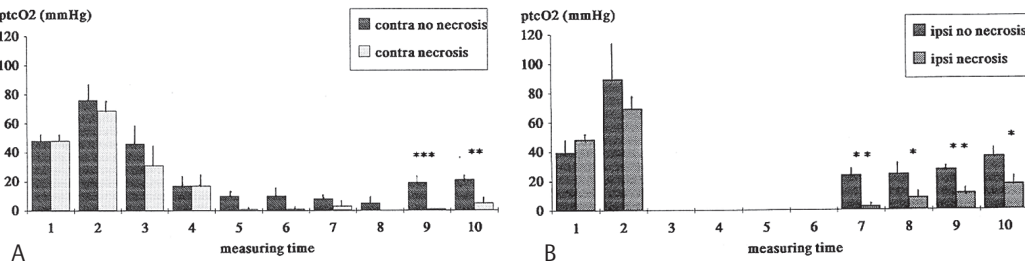 ptcO2 (mmHg)
120
100
80
60
40
20
0
contra no necrosis
contra necrosis
***
**
1 2 3 4 5 6 7 8 9 10
measuring time
A
ptcO2 (mmHg)
120
100
80
60
40
20
0
ipsi no necrosis
ipsi necrosis
**
*
**
*
1 2 3 4 5 6 7 8 9 10
measuring time
B